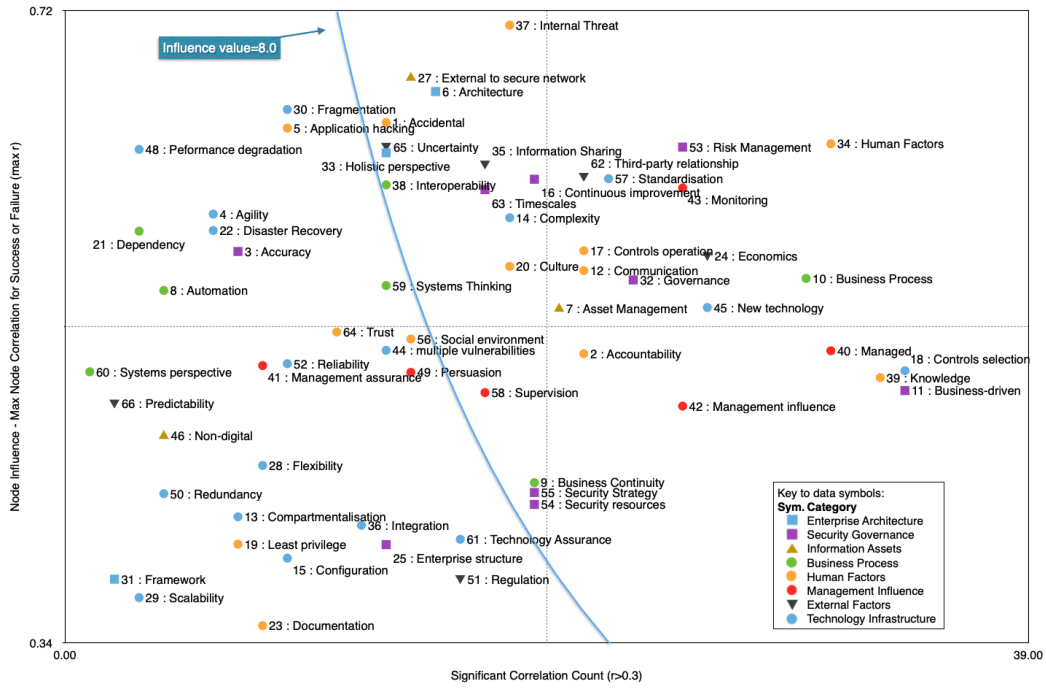 0.72
37 : Internal Threat
Influence value=8.0
27 : External to secure network
6 : Architecture
30 : Fragmentation
1 : Accidental
5 : Application hacking
48 : Peformance degradation
65 : Uncertainty
35 : Information Sharing
53 : Risk Management
34 : Human Factors
33 : Holistic perspective
62 : Third-party relationship
57 : Standardisation
38 : Interoperability
16 : Continuous improvement
63 : Timescales
43 : Monitoring
4 : Agility
14 : Complexity
22 : Disaster Recovery
21 : Dependency
3 : Accuracy
17 : Controls operation
24 : Economics
20 : Culture
12 : Communication
32 : Governance
10 : Business Process
8 : Automation
59 : Systems Thinking
7 : Asset Management
45 : New technology
64 : Trust
56 : Social environment
44 : multiple vulnerabilities
2 : Accountability
40 : Managed
18 : Controls selection
52 : Reliability
60 : Systems perspective
41 : Management assurance
49 : Persuasion
39 : Knowledge
11 : Business-driven
58 : Supervision
66 : Predictability
42 : Management influence
46 : Non-digital
28 : Flexibility
9 : Business Continuity
50 : Redundancy
55 : Security Strategy
54 : Security resources
13 : Compartmentalisation
36 : Integration
61 : Technology Assurance
19 : Least privilege
25 : Enterprise structure
15 : Configuration
31 : Framework
51 : Regulation
29 : Scalability
23 : Documentation
Key to data symbols:
Sym. Category
Enterprise Architecture
Security Governance
Information Assets
Business Process
Human Factors
Management Influence
External Factors
Technology Infrastructure
0.34
0.00
39.00
Significant Correlation Count (r>0.3)
Node Influence - Max Node Correlation for Success or Failure (max r)